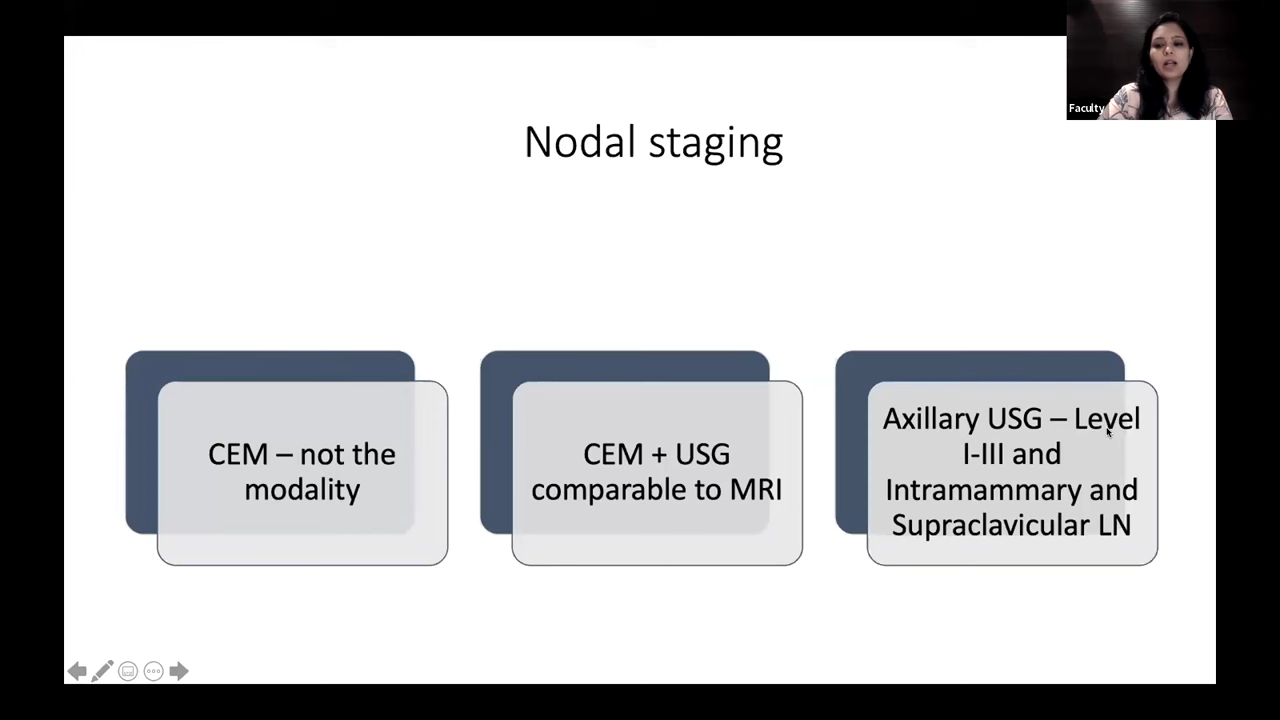 Faculty
Nodal staging
CEM – not the
modality
CEM + USG
comparable to MRI
Axillary USG – Level
I-III and
Intramammary and
Supraclavicular LN